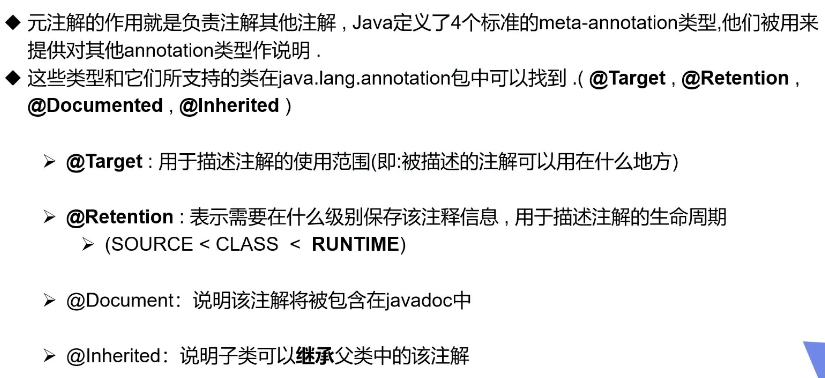 ◆ 元注解的作用就是负责注解其他注解 , Java定义了4个标准的meta-annotation类型,他们被用来
提供对其他annotation类型作说明 .
◆ 这些类型和它们所支持的类在java.lang.annotation包中可以找到 .( @Target , @Retention ,
@Documented , @Inherited )
➢ @Target : 用于描述注解的使用范围(即:被描述的注解可以用在什么地方)
➢ @Retention : 表示需要在什么级别保存该注释信息 , 用于描述注解的生命周期
➢ (SOURCE < CLASS < RUNTIME)
➢ @Document：说明该注解将被包含在javadoc中
➢ @Inherited：说明子类可以继承父类中的该注解